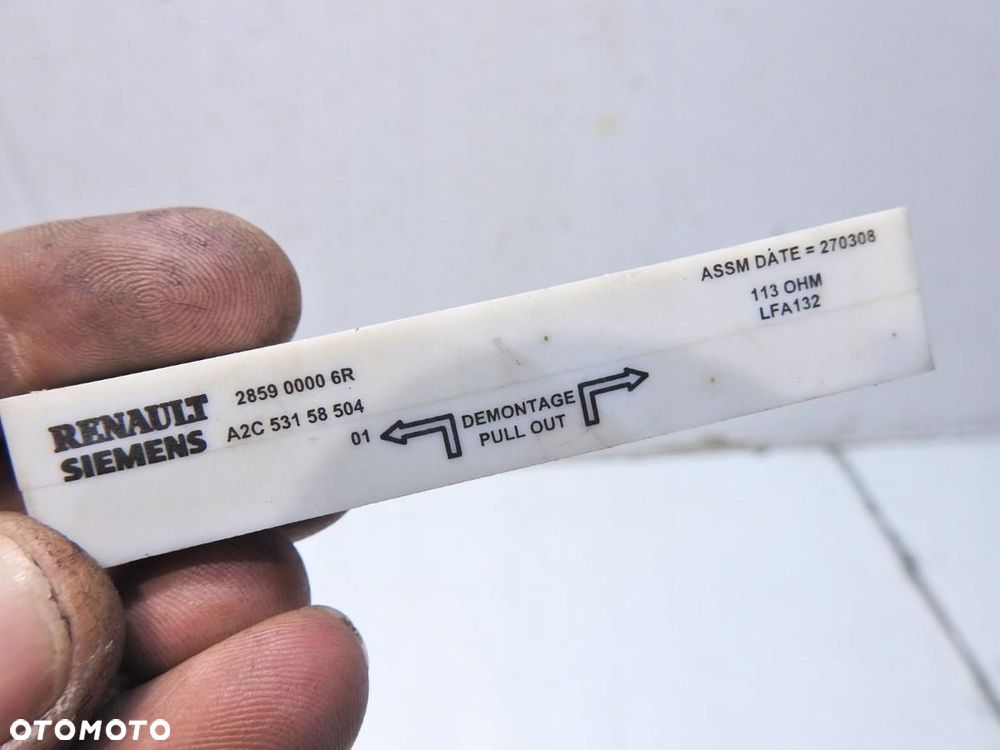 ASSM DATE = 270308
113 OHM
LFA132
RENAULT
SIEMENS
2859 0000 6R
A2C 531 58 504
01
DEMONTAGE
PULL OUT
OTOMOTO